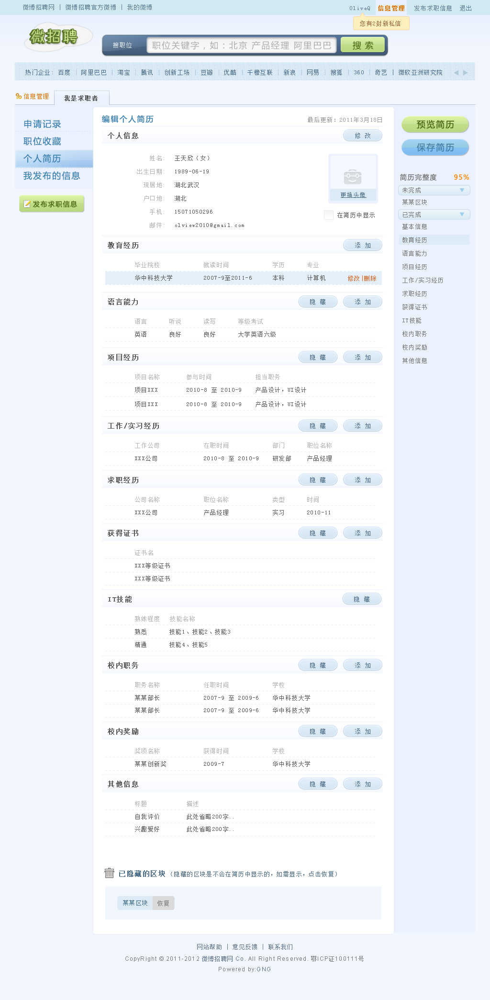 微博招聘网 | 微博招聘官方微博 | 我的微博
OliveQ 信息管理 发布求职信息 退出
您有2封新私信
微招聘
搜职位 职位关键字，如：北京 产品经理 阿里巴巴 搜 索
热门企业： 百度 | 阿里巴巴 | 淘宝 | 腾讯 | 创新工场 | 豆瓣 | 优酷 | 千橡互联 | 新浪 | 网易 | 搜狐 | 360 | 奇艺 | 微软亚洲研究院
信息管理 我是求职者
申请记录
职位收藏
个人简历
我发布的信息
发布求职信息
编辑个人简历 最后更新：2011年3月18日
个人信息 修 改
姓名： 王天欣（女）
出生日期： 1989-06-19
现居地： 湖北武汉
户口地： 湖北
手机： 15071050296
邮件： olview2010@gmail.com
更换头像
在简历中显示
教育经历 添 加
毕业院校 就读时间 学历 专业
华中科技大学 2007-9至2011-6 本科 计算机 修改|删除
语言能力 隐 藏 添 加
语言 听说 读写 等级考试
英语 良好 良好 大学英语六级
项目经历 隐 藏 添 加
项目名称 参与时间 担当职务
项目XXX 2010-8 至 2010-9 产品设计，UI设计
项目XXX 2010-8 至 2010-9 产品设计，UI设计
工作/实习经历 隐 藏 添 加
工作公司 在职时间 部门 职位名称
XXX公司 2010-8 至 2010-9 研发部 产品经理
求职经历 隐 藏 添 加
公司名称 职位名称 类型 时间
XXX公司 产品经理 实习 2010-11
获得证书 隐 藏 添 加
证书名
XXX等级证书
XXX等级证书
IT技能 隐 藏
熟练程度 技能名称
熟悉 技能1、技能2、技能3
精通 技能4、技能5
校内职务 隐 藏 添 加
职务名称 任职时间 学校
某某部长 2007-9 至 2009-6 华中科技大学
某某部长 2007-9 至 2009-6 华中科技大学
校内奖励 隐 藏 添 加
奖项名称 获得时间 学校
某某创新奖 2009-7 华中科技大学
其他信息 隐 藏 添 加
标题 描述
自我评价 此处省略200字..
兴趣爱好 此处省略200字..
已隐藏的区块（隐藏的区块是不会在简历中显示的，如需显示，点击恢复）
某某区块 恢复
预览简历
保存简历
简历完整度 95%
未完成
某某区块
已完成
基本信息
教育经历
语言能力
项目经历
工作/实习经历
求职经历
获得证书
IT技能
校内职务
校内奖励
其他信息
网站帮助 | 意见反馈 | 联系我们
CopyRight © 2011-2012 微博招聘网 Co. All Right Reserved. 鄂ICP证100111号
Powered by:GNG